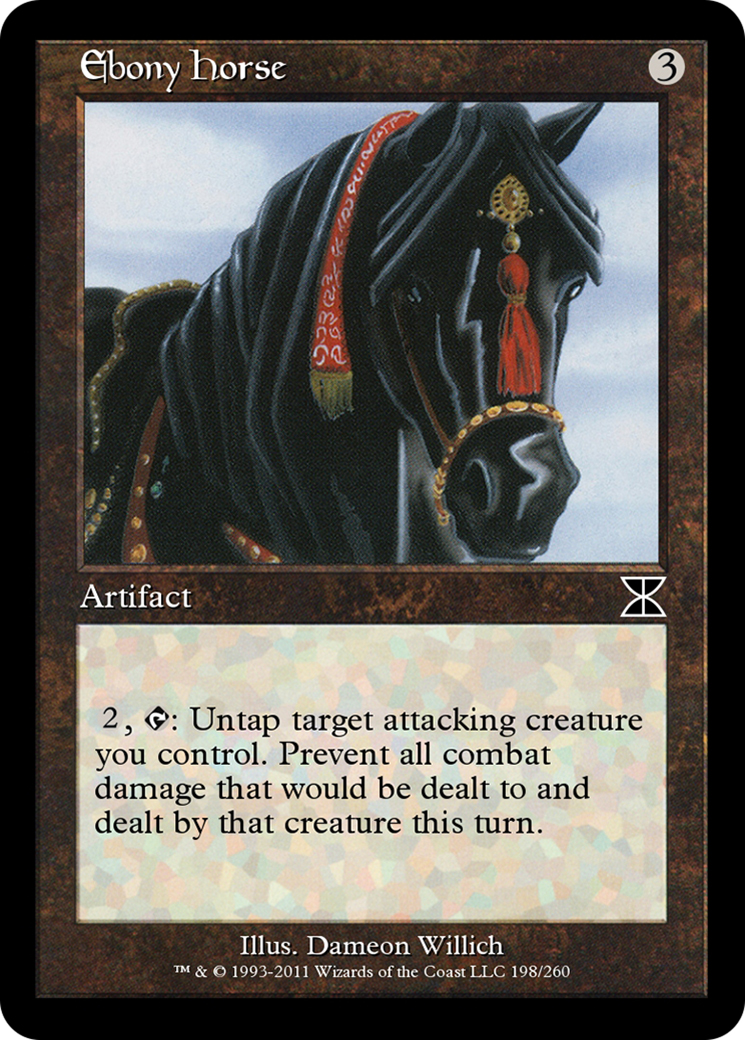 Ebony Horse
3
Artifact
2, : Untap target attacking creature
you control. Prevent all combat
damage that would be dealt to and
dealt by that creature this turn.
Illus. Dameon Willich
™ & © 1993-2011 Wizards of the Coast LLC 198/260